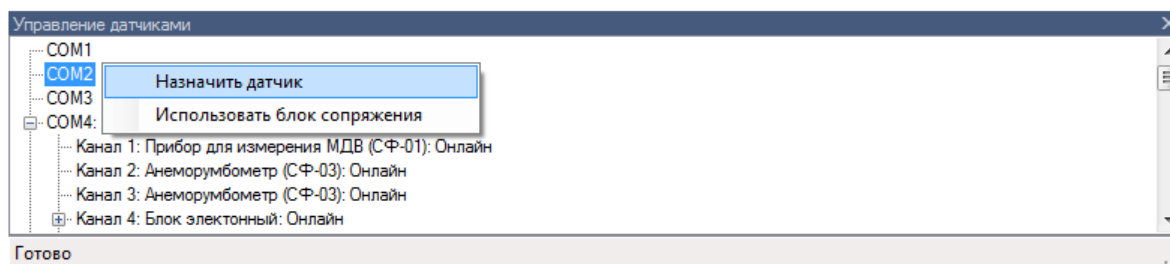 Управление датчиками
COM1
COM2
Назначить датчик
COM3
Использовать блок сопряжения
COM4:
Канал 1: Прибор для измерения МДВ (СФ-01): Онлайн
Канал 2: Анеморумбометр (СФ-03): Онлайн
Канал 3: Анеморумбометр (СФ-03): Онлайн
Канал 4: Блок электонный: Онлайн
Готово